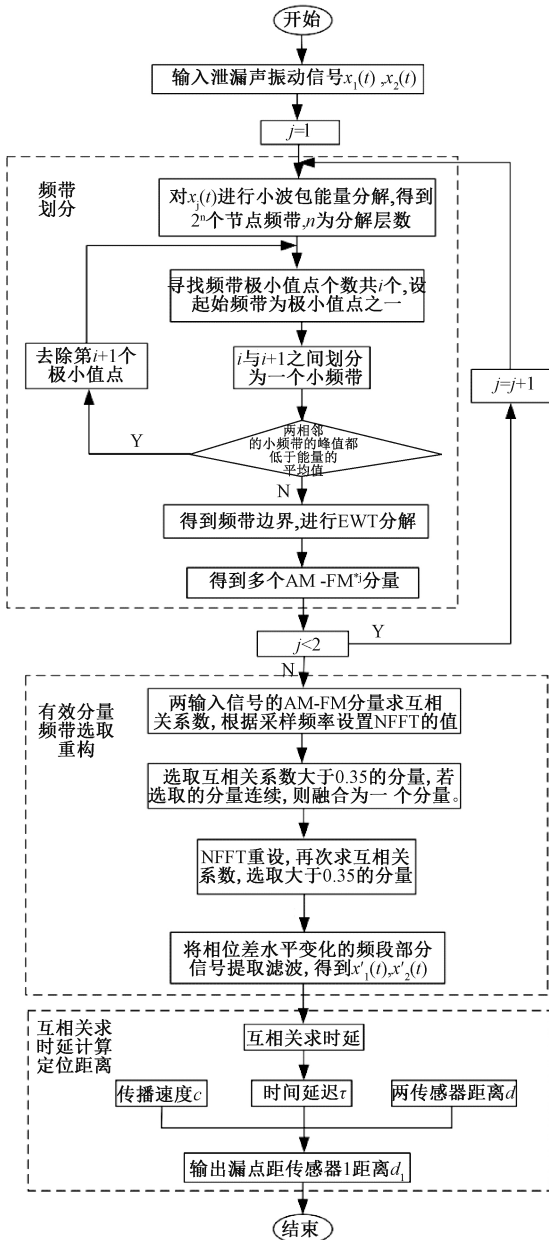 开始
输入泄漏声振动信号x₁(t) ,x₂(t)
j=1
频带
划分
对xⱼ(t)进行小波包能量分解,得到
2ⁿ个节点频带,n为分解层数
寻找频带极小值点个数共i个,设
起始频带为极小值点之一
去除第i+1个
极小值点
i与i+1之间划分
为一个小频带
j=j+1
两相邻
的小频带的峰值都
低于能量的
平均值
Y
N
得到频带边界,进行EWT分解
得到多个AM -FM*ʲ分量
j<2
Y
N
有效分量
频带选取
重构
两输入信号的AM-FM分量求互相
关系数, 根据采样频率设置NFFT的值
选取互相关系数大于0.35的分量, 若
选取的分量连续, 则融合为一 个分量。
NFFT重设, 再次求互相关
系数, 选取大于0.35的分量
将相位差水平变化的频段部分
信号提取滤波, 得到x'₁(t),x'₂(t)
互相关求
时延计算
定位距离
互相关求时延
传播速度c
时间延迟τ
两传感器距离d
输出漏点距传感器1距离d₁
结束